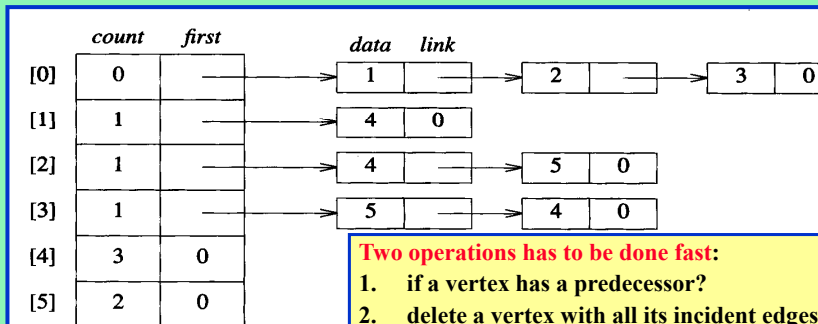 count first data link
[0] 0 1 2 3 0
[1] 1 4 0
[2] 1 4 5 0
[3] 1 5 4 0
[4] 3 0
[5] 2 0
Two operations has to be done fast:
1. if a vertex has a predecessor?
2. delete a vertex with all its incident edges